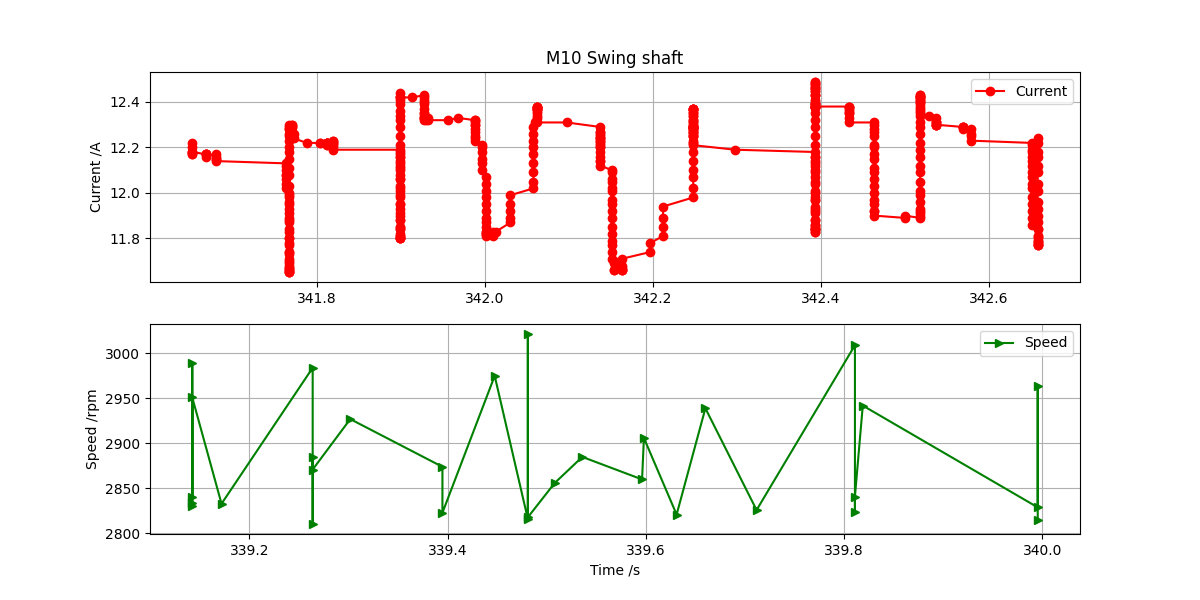 M10 Swing shaft
Current /A
12.4
12.2
12.0
11.8
Current
341.8 342.0 342.2 342.4 342.6
Speed /rpm
3000
2950
2900
2850
2800
Speed
339.2 339.4 339.6 339.8 340.0
Time /s